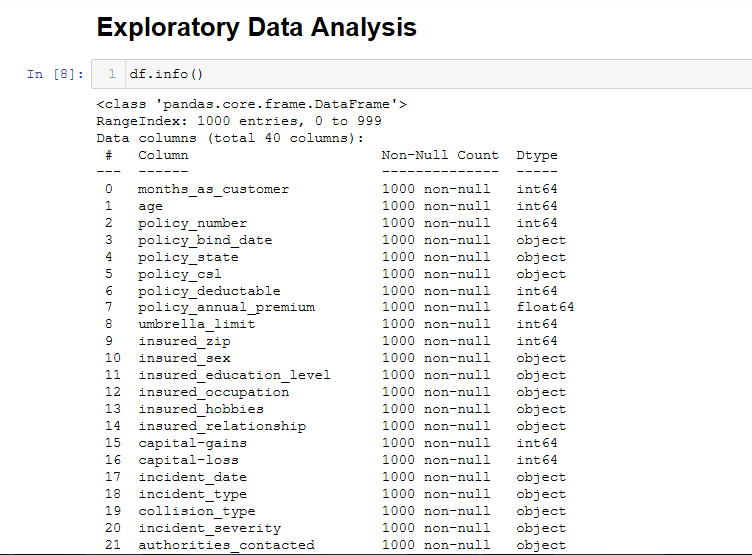 Exploratory Data Analysis
In [8]: 1 df.info()
<class 'pandas.core.frame.DataFrame'>
RangeIndex: 1000 entries, 0 to 999
Data columns (total 40 columns):
 #   Column                       Non-Null Count  Dtype
---  ------                       --------------  -----
 0   months_as_customer           1000 non-null   int64
 1   age                          1000 non-null   int64
 2   policy_number                1000 non-null   int64
 3   policy_bind_date             1000 non-null   object
 4   policy_state                 1000 non-null   object
 5   policy_csl                   1000 non-null   object
 6   policy_deductable            1000 non-null   int64
 7   policy_annual_premium        1000 non-null   float64
 8   umbrella_limit               1000 non-null   int64
 9   insured_zip                  1000 non-null   int64
 10  insured_sex                  1000 non-null   object
 11  insured_education_level      1000 non-null   object
 12  insured_occupation           1000 non-null   object
 13  insured_hobbies              1000 non-null   object
 14  insured_relationship         1000 non-null   object
 15  capital-gains                1000 non-null   int64
 16  capital-loss                 1000 non-null   int64
 17  incident_date                1000 non-null   object
 18  incident_type                1000 non-null   object
 19  collision_type               1000 non-null   object
 20  incident_severity            1000 non-null   object
 21  authorities_contacted        1000 non-null   object